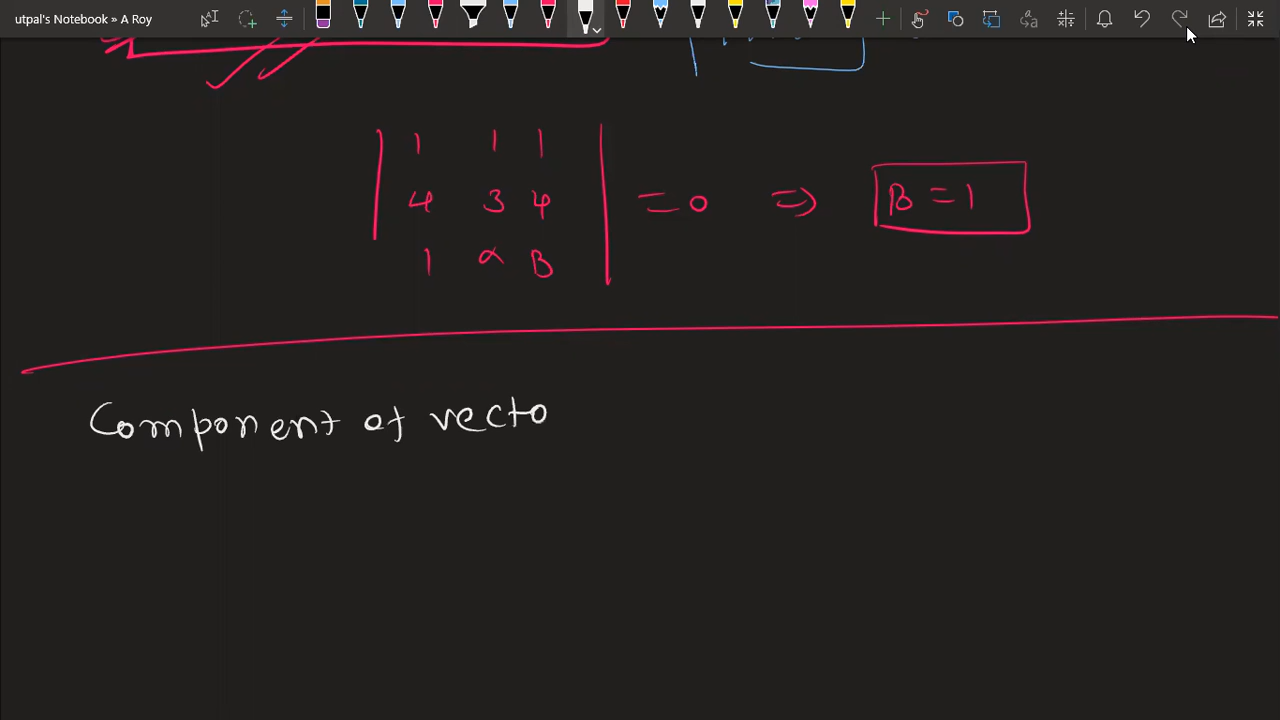 utpal's Notebook » A Roy
1 1 1
4 3 4 = 0 ⇒ B = 1
1 α B
Component of vecto